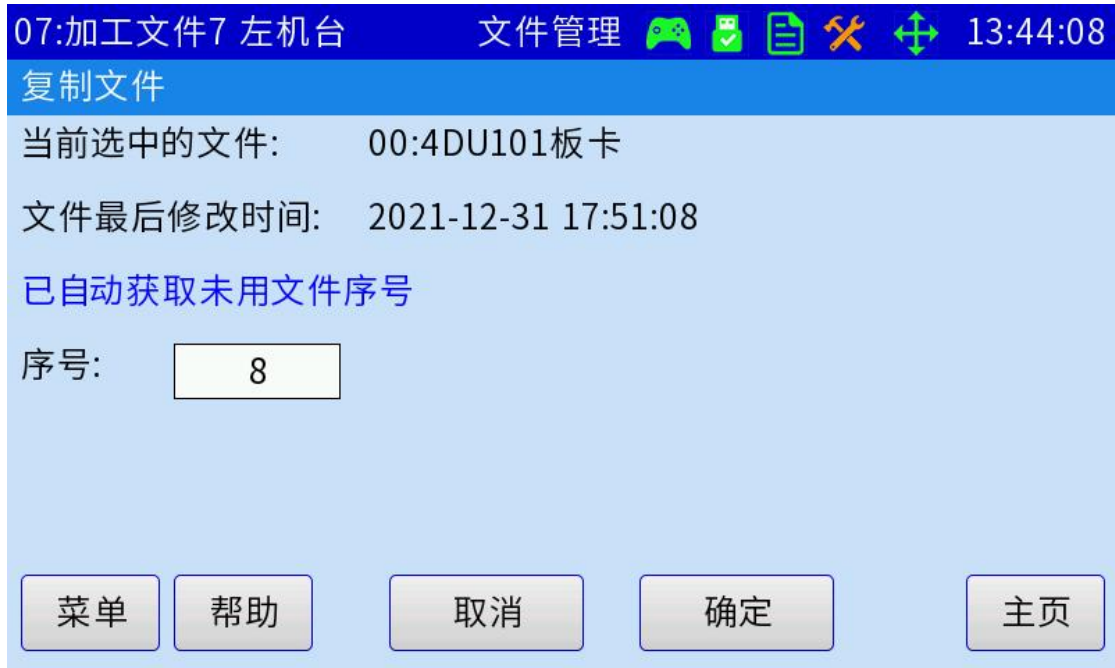 07:加工文件7 左机台 文件管理 13:44:08
复制文件
当前选中的文件: 00:4DU101板卡
文件最后修改时间: 2021-12-31 17:51:08
已自动获取未用文件序号
序号: 8
菜单 帮助 取消 确定 主页